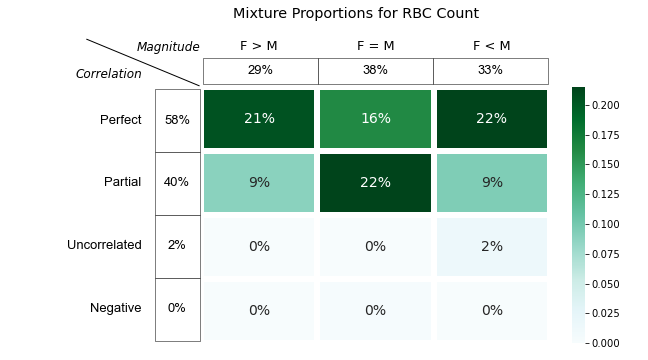 Mixture Proportions for RBC Count
Magnitude F > M F = M F < M
Correlation 29% 38% 33%
Perfect 58% 21% 16% 22%
Partial 40% 9% 22% 9%
Uncorrelated 2% 0% 0% 2%
Negative 0% 0% 0% 0%
0.200
0.175
0.150
0.125
0.100
0.075
0.050
0.025
0.000